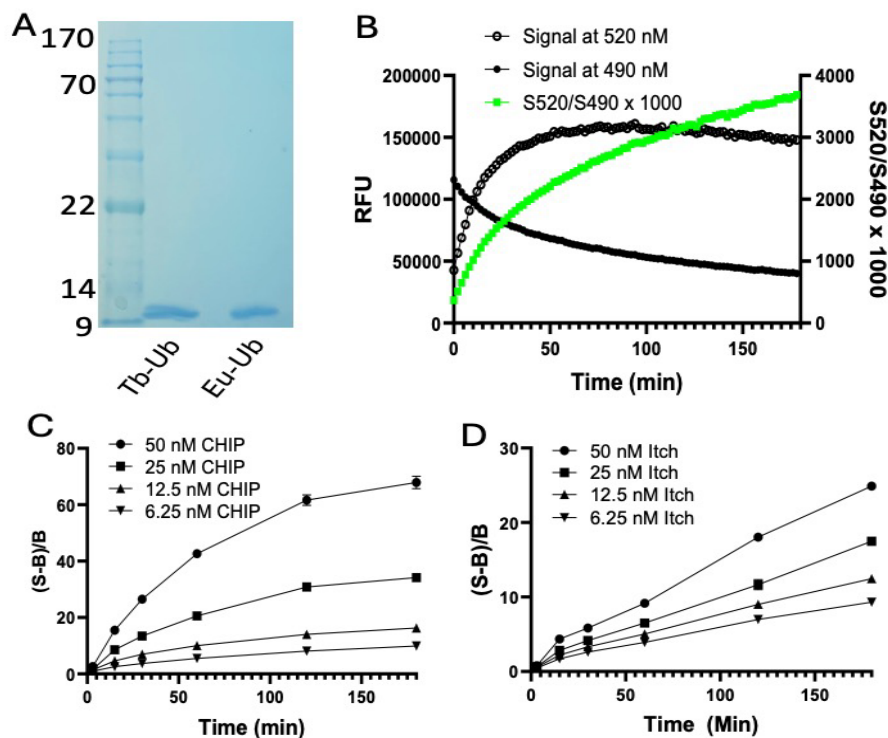 A
170
70
22
14
9
Tb-Ub
Eu-Ub
B
Signal at 520 nM
Signal at 490 nM
S520/S490 x 1000
200000
150000
100000
50000
0
RFU
4000
3000
2000
1000
0
S520/S490 x 1000
0
50
100
150
Time (min)
C
50 nM CHIP
25 nM CHIP
12.5 nM CHIP
6.25 nM CHIP
80
60
40
20
0
(S-B)/B
0
50
100
150
Time (min)
D
50 nM Itch
25 nM Itch
12.5 nM Itch
6.25 nM Itch
30
20
10
0
(S-B)/B
0
50
100
150
Time (Min)